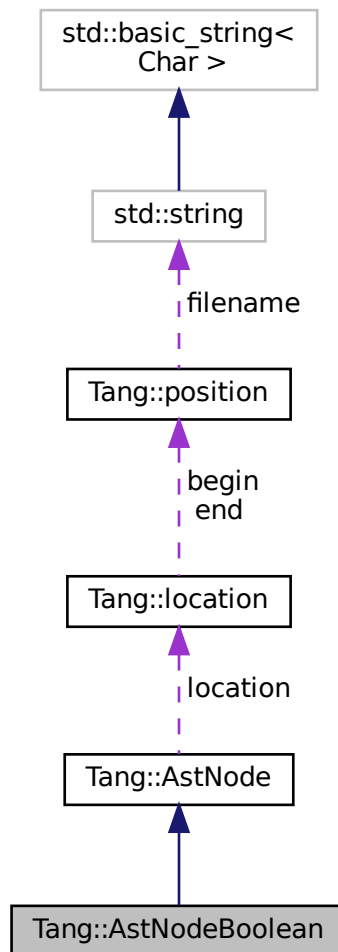 std::basic_string<
Char >
std::string
filename
Tang::position
begin
end
Tang::location
location
Tang::AstNode
Tang::AstNodeBoolean